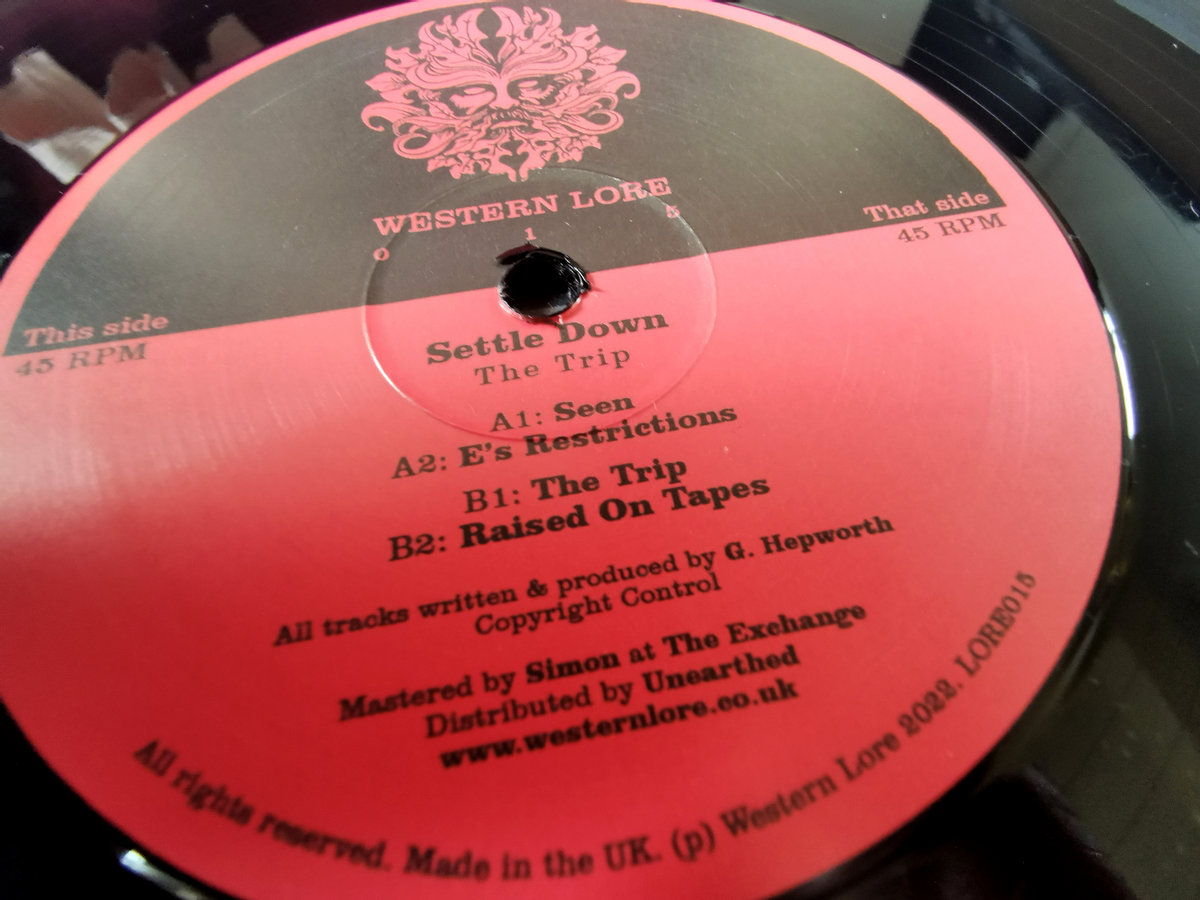 WESTERN LORE
0 1 5
This side
45 RPM
That side
45 RPM
Settle Down
The Trip
A1: Seen
A2: E's Restrictions
B1: The Trip
B2: Raised On Tapes
All tracks written & produced by G. Hepworth
Copyright Control
Mastered by Simon at The Exchange
Distributed by Unearthed
www.westernlore.co.uk
All rights reserved. Made in the UK. (p) Western Lore 2022. LORE015